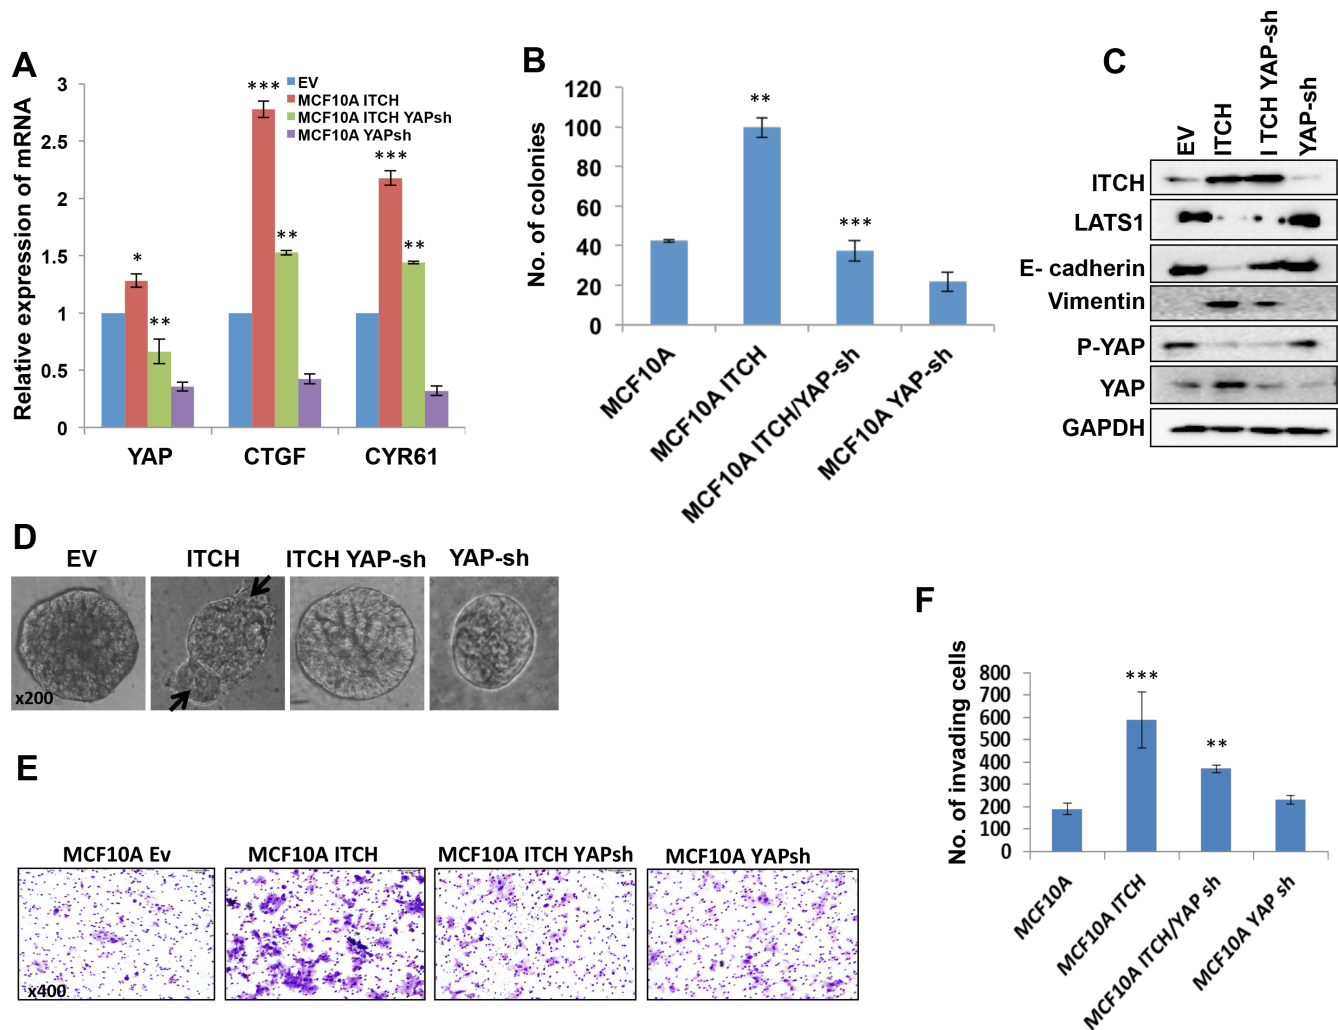 A
Relative expression of mRNA
3
2.5
2
1.5
1
0.5
0
EV
MCF10A ITCH
MCF10A ITCH YAPsh
MCF10A YAPsh
*
**
***
**
***
**
YAP
CTGF
CYR61
B
No. of colonies
120
100
80
60
40
20
0
**
***
MCF10A
MCF10A ITCH
MCF10A ITCH/YAP-sh
MCF10A YAP-sh
C
EV
ITCH
I TCH YAP-sh
YAP-sh
ITCH
LATS1
E- cadherin
Vimentin
P-YAP
YAP
GAPDH
D
EV
ITCH
ITCH YAP-sh
YAP-sh
x200
E
MCF10A Ev
MCF10A ITCH
MCF10A ITCH YAPsh
MCF10A YAPsh
x400
F
No. of invading cells
800
700
600
500
400
300
200
100
0
***
**
MCF10A
MCF10A ITCH
MCF10A ITCH/YAP sh
MCF10A YAP sh